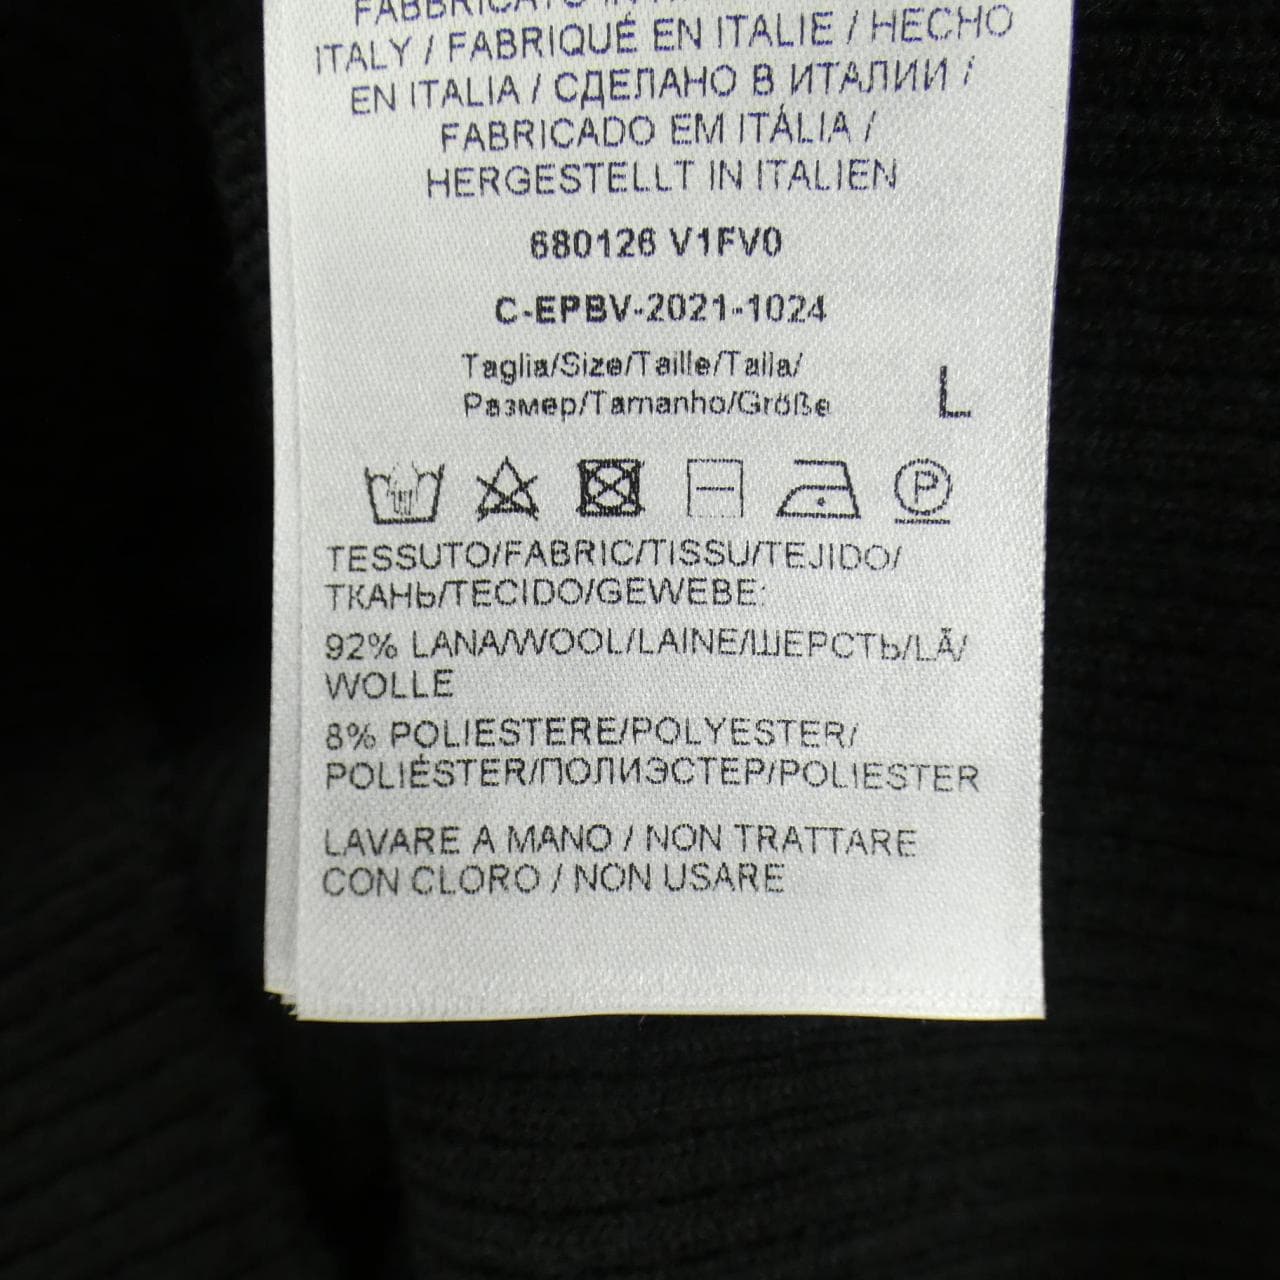 FABBRICATO IN
ITALY / FABRIQUÉ EN ITALIE / HECHO
EN ITALIA / СДЕЛАНО В ИТАЛИИ /
FABRICADO EM ITÁLIA /
HERGESTELLT IN ITALIEN
680126 V1FV0
C-EPBV-2021-1024
Taglia/Size/Taille/Talla/
Размер/Tamanho/Größe
L
P
TESSUTO/FABRIC/TISSU/TEJIDO/
ТКАНЬ/TECIDO/GEWEBE:
92% LANA/WOOL/LAINE/ШЕРСТЬ/LÃ/
WOLLE
8% POLIESTERE/POLYESTER/
POLIÉSTER/ПОЛИЭСТЕР/POLIESTER
LAVARE A MANO / NON TRATTARE
CON CLORO / NON USARE